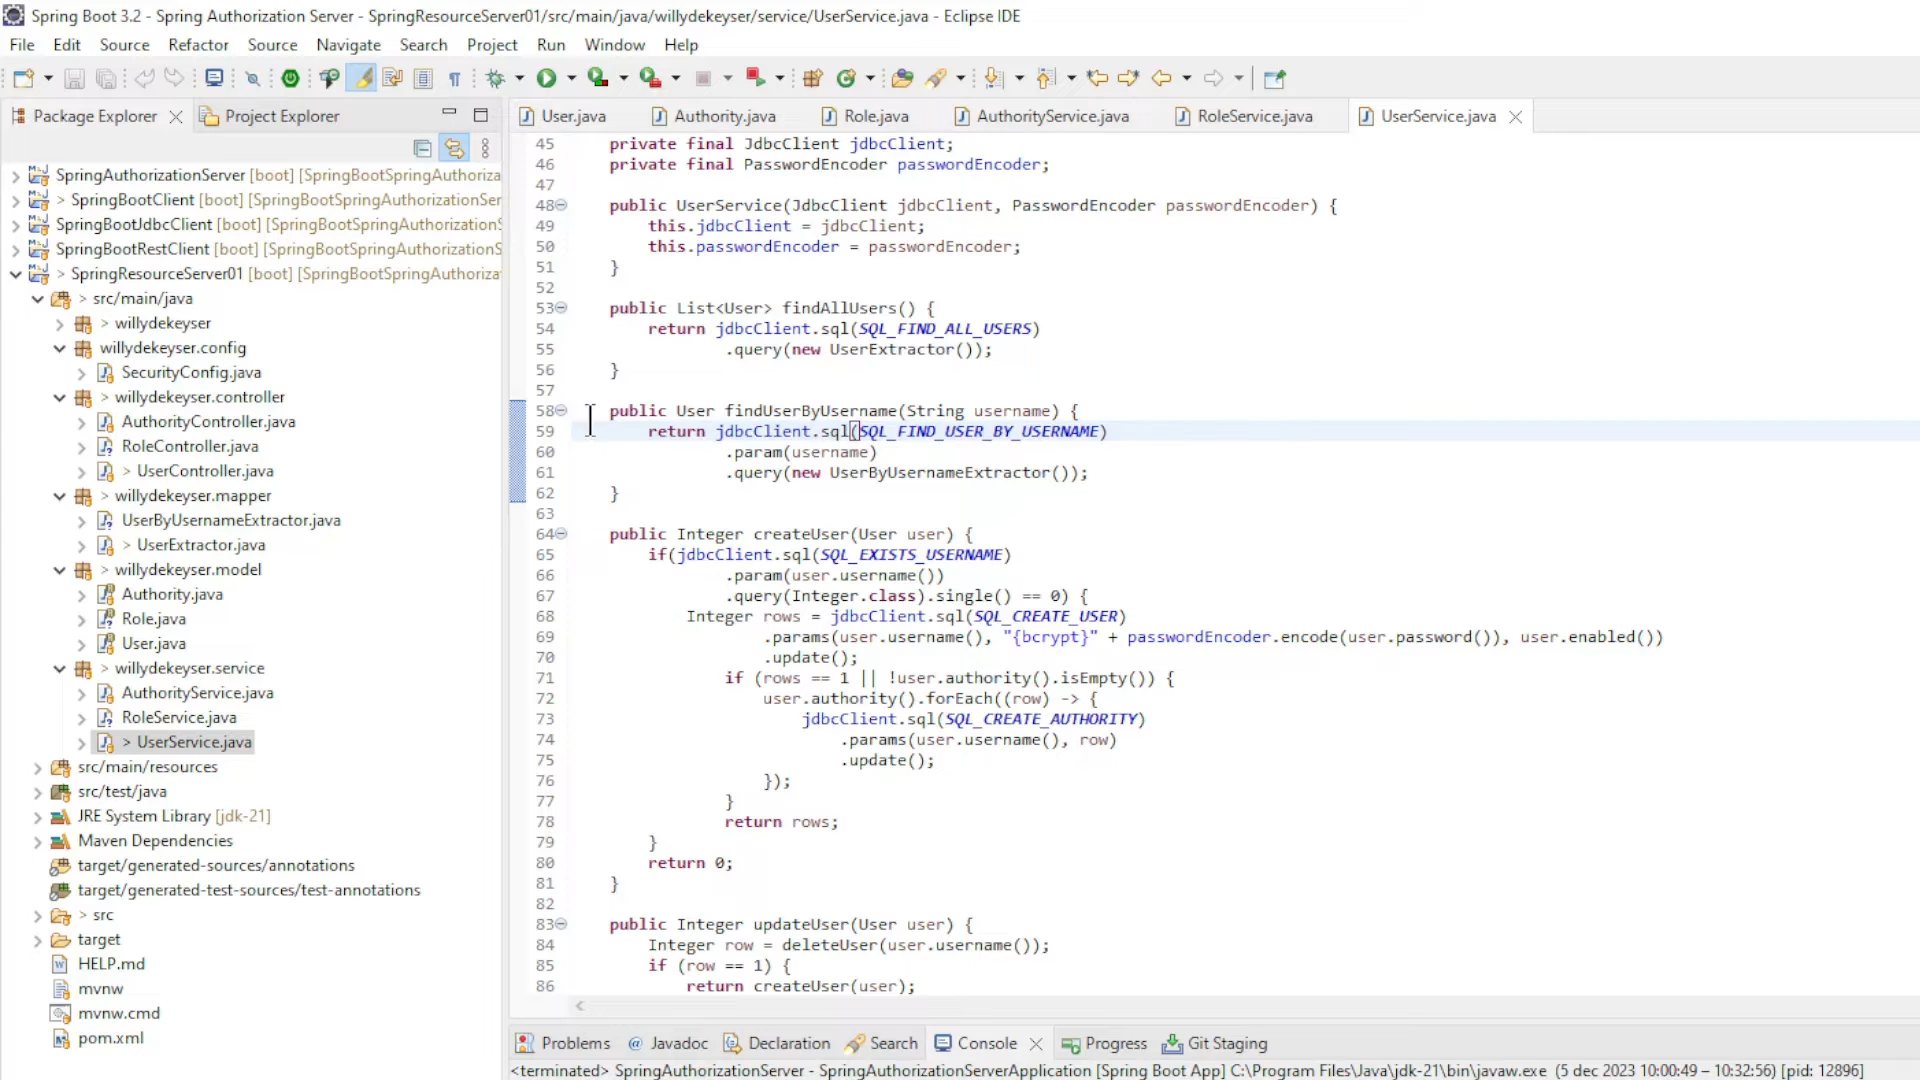 Spring Boot 3.2 - Spring Authorization Server - SpringResourceServer01/src/main/java/willydekeyser/service/UserService.java - Eclipse IDE
File Edit Source Refactor Source Navigate Search Project Run Window Help
Package Explorer Project Explorer
User.java Authority.java Role.java AuthorityService.java RoleService.java UserService.java
SpringAuthorizationServer [boot] [SpringBootSpringAuthoriza
> SpringBootClient [boot] [SpringBootSpringAuthorizationSer
SpringBootJdbcClient [boot] [SpringBootSpringAuthorizationS
SpringBootRestClient [boot] [SpringBootSpringAuthorizationS
> SpringResourceServer01 [boot] [SpringBootSpringAuthoriza
> src/main/java
> willydekeyser
willydekeyser.config
SecurityConfig.java
> willydekeyser.controller
AuthorityController.java
RoleController.java
> UserController.java
> willydekeyser.mapper
UserByUsernameExtractor.java
> UserExtractor.java
> willydekeyser.model
Authority.java
Role.java
User.java
> willydekeyser.service
AuthorityService.java
RoleService.java
> UserService.java
src/main/resources
src/test/java
JRE System Library [jdk-21]
Maven Dependencies
target/generated-sources/annotations
target/generated-test-sources/test-annotations
> src
target
HELP.md
mvnw
mvnw.cmd
pom.xml
45 private final JdbcClient jdbcClient;
46 private final PasswordEncoder passwordEncoder;
47
48 public UserService(JdbcClient jdbcClient, PasswordEncoder passwordEncoder) {
49 this.jdbcClient = jdbcClient;
50 this.passwordEncoder = passwordEncoder;
51 }
52
53 public List<User> findAllUsers() {
54 return jdbcClient.sql(SQL_FIND_ALL_USERS)
55 .query(new UserExtractor());
56 }
57
58 public User findUserByUsername(String username) {
59 return jdbcClient.sql(SQL_FIND_USER_BY_USERNAME)
60 .param(username)
61 .query(new UserByUsernameExtractor());
62 }
63
64 public Integer createUser(User user) {
65 if(jdbcClient.sql(SQL_EXISTS_USERNAME)
66 .param(user.username())
67 .query(Integer.class).single() == 0) {
68 Integer rows = jdbcClient.sql(SQL_CREATE_USER)
69 .params(user.username(), "{bcrypt}" + passwordEncoder.encode(user.password()), user.enabled())
70 .update();
71 if (rows == 1 || !user.authority().isEmpty()) {
72 user.authority().forEach((row) -> {
73 jdbcClient.sql(SQL_CREATE_AUTHORITY)
74 .params(user.username(), row)
75 .update();
76 });
77 }
78 return rows;
79 }
80 return 0;
81 }
82
83 public Integer updateUser(User user) {
84 Integer row = deleteUser(user.username());
85 if (row == 1) {
86 return createUser(user);
Problems @ Javadoc Declaration Search Console Progress Git Staging
<terminated> SpringAuthorizationServer - SpringAuthorizationServerApplication [Spring Boot App] C:\Program Files\Java\jdk-21\bin\javaw.exe (5 dec 2023 10:00:49 – 10:32:56) [pid: 12896]